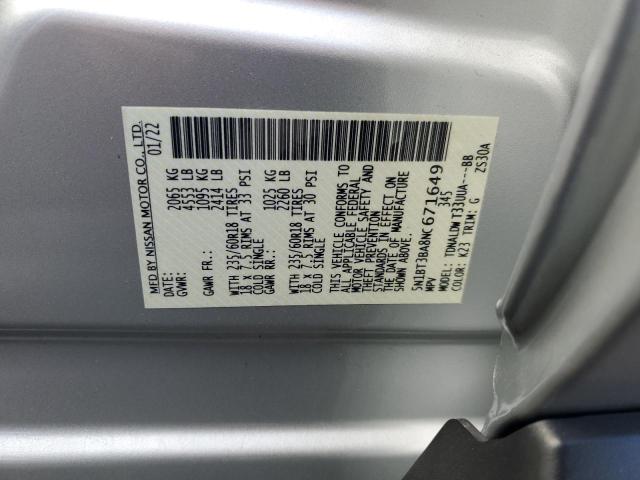 MFD BY NISSAN MOTOR CO., LTD.
DATE: 01/22
GVWR: 2065 KG
4553 LB
GAWR FR.: 1095 KG
2414 LB
WITH 235/60R18 TIRES
18 X 7.5 RIMS AT 33 PSI
COLD SINGLE
GAWR RR.: 1025 KG
2260 LB
WITH 235/60R18 TIRES
18 X 7.5 RIMS AT 30 PSI
COLD SINGLE
THIS VEHICLE CONFORMS TO
ALL APPLICABLE FEDERAL
MOTOR VEHICLE SAFETY AND
THEFT PREVENTION
STANDARDS IN EFFECT ON
THE DATE OF MANUFACTURE
SHOWN ABOVE.
5N1BT3BA8NC671649
MPV 345
MODEL: TDNALDW T33UUA----BB
COLOR: K23 TRIM: G ZS30A